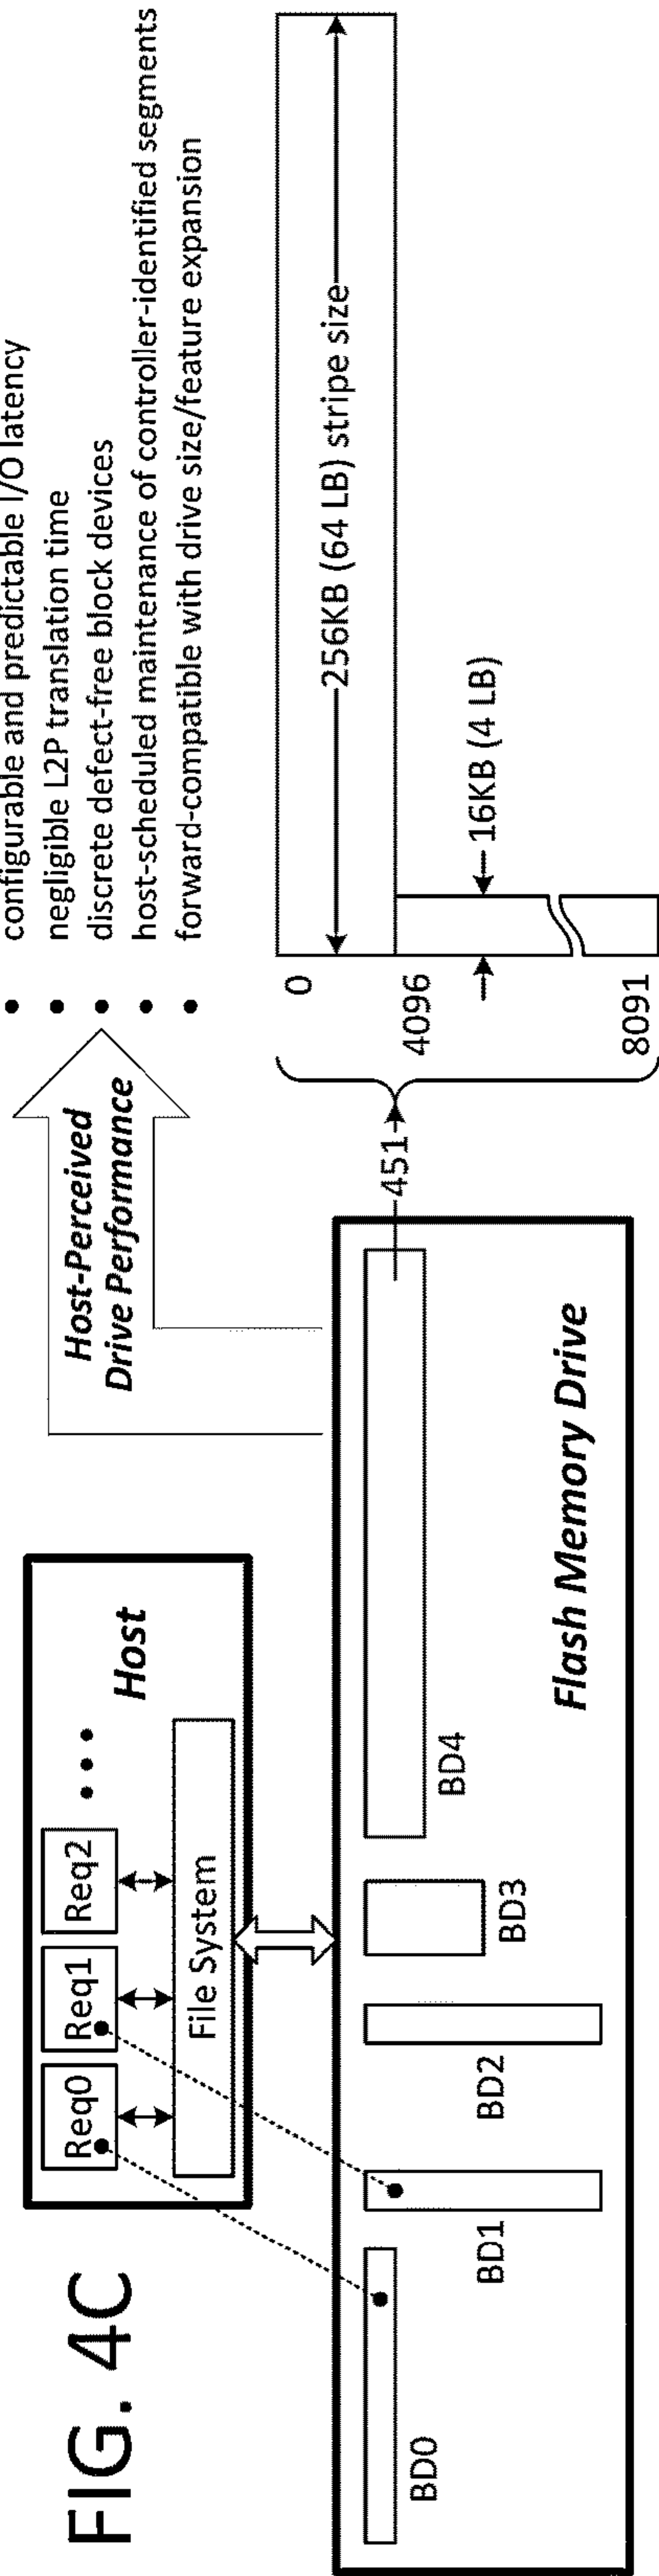 FIG. 4C
Req0
Req1
Req2
Host
File System
BD0
BD1
BD2
BD3
BD4
Flash Memory Drive
Host-Perceived
Drive Performance
• configurable and predictable I/O latency
• negligible L2P translation time
• discrete defect-free block devices
• host-scheduled maintenance of controller-identified segments
• forward-compatible with drive size/feature expansion
451
0
4096
8091
256KB (64 LB) stripe size
16KB (4 LB)